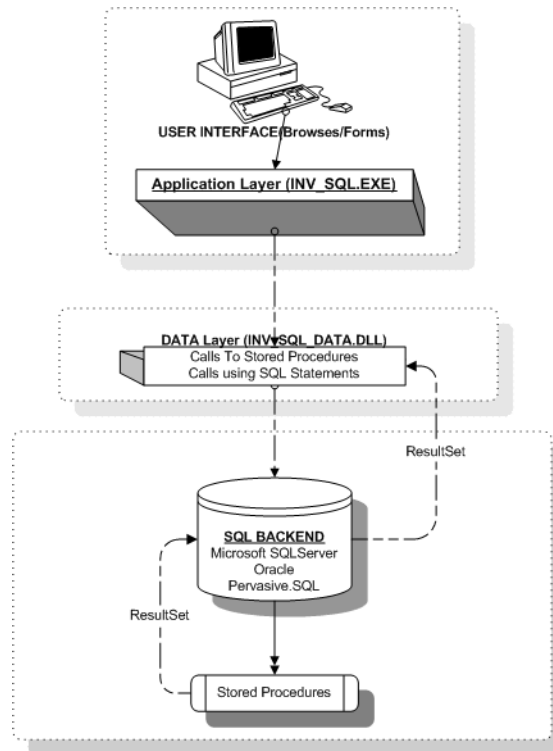 USER INTERFACE(Browses/Forms)
Application Layer (INV_SQL.EXE)
DATA Layer (INV_SQL_DATA.DLL)
Calls To Stored Procedures
Calls using SQL Statements
ResultSet
SQL BACKEND
Microsoft SQLServer
Oracle
Pervasive.SQL
ResultSet
Stored Procedures